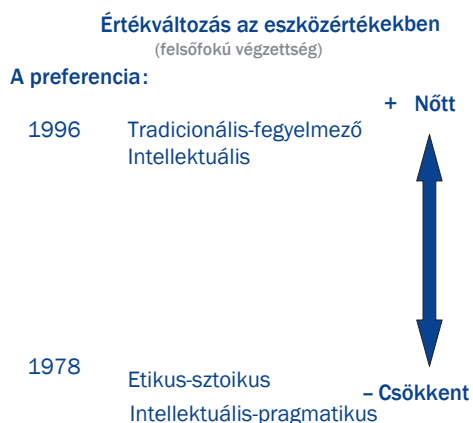 Értékváltozás az eszközértékekben
(felsőfokú végzettség)
A preferencia:
+ Nőtt
1996 Tradicionális-fegyelmező
Intellektuális
1978
Etikus-sztoikus
– Csökkent
Intellektuális-pragmatikus